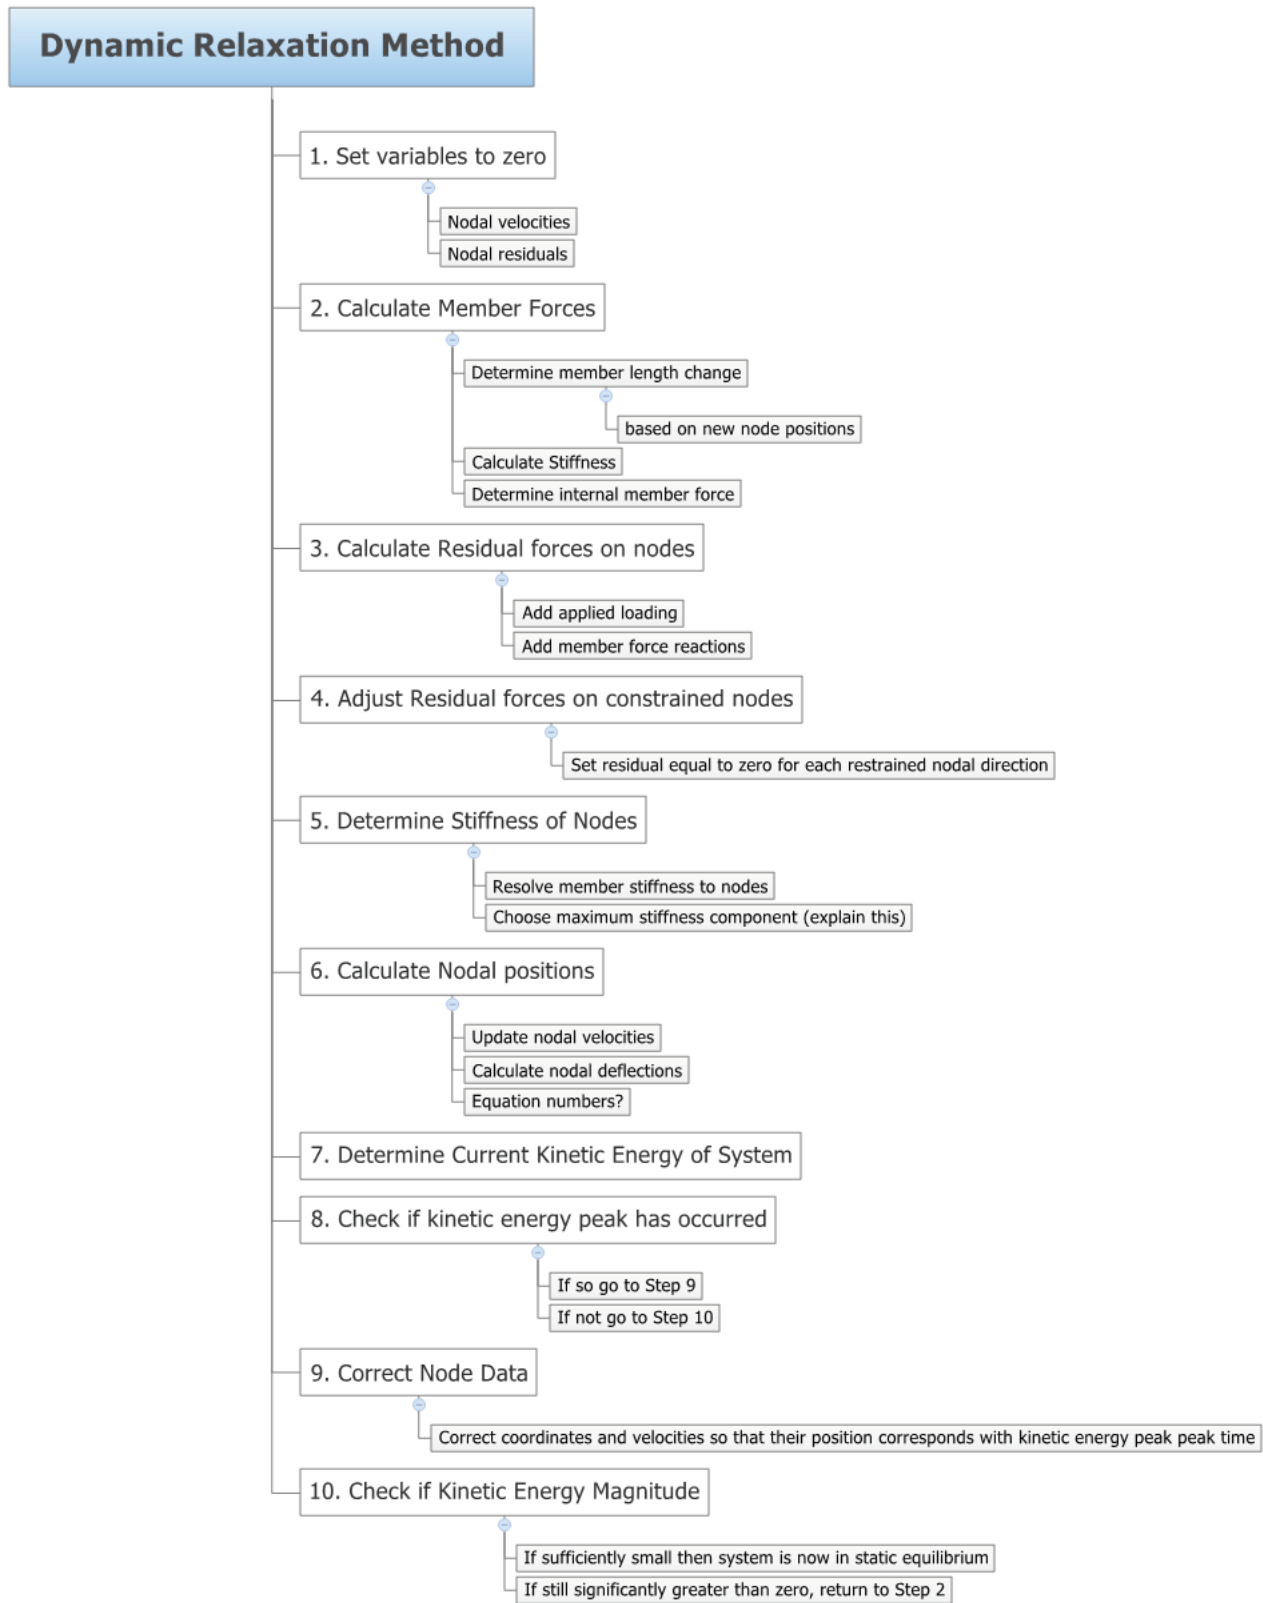 Dynamic Relaxation Method
1. Set variables to zero
Nodal velocities
Nodal residuals
2. Calculate Member Forces
Determine member length change
based on new node positions
Calculate Stiffness
Determine internal member force
3. Calculate Residual forces on nodes
Add applied loading
Add member force reactions
4. Adjust Residual forces on constrained nodes
Set residual equal to zero for each restrained nodal direction
5. Determine Stiffness of Nodes
Resolve member stiffness to nodes
Choose maximum stiffness component (explain this)
6. Calculate Nodal positions
Update nodal velocities
Calculate nodal deflections
Equation numbers?
7. Determine Current Kinetic Energy of System
8. Check if kinetic energy peak has occurred
If so go to Step 9
If not go to Step 10
9. Correct Node Data
Correct coordinates and velocities so that their position corresponds with kinetic energy peak peak time
10. Check if Kinetic Energy Magnitude
If sufficiently small then system is now in static equilibrium
If still significantly greater than zero, return to Step 2